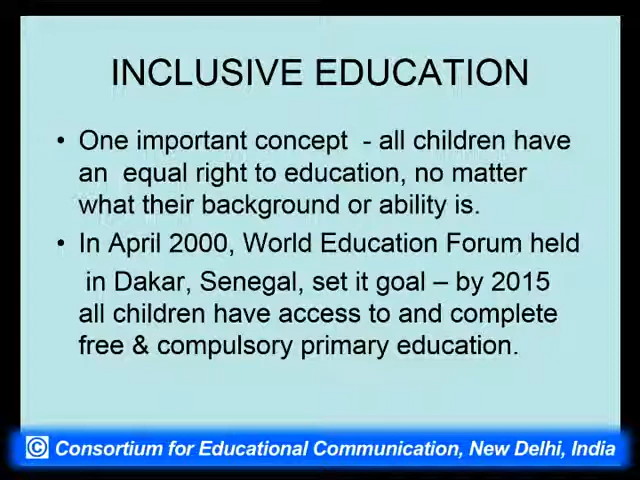 INCLUSIVE EDUCATION
• One important concept - all children have
an equal right to education, no matter
what their background or ability is.
• In April 2000, World Education Forum held
in Dakar, Senegal, set it goal – by 2015
all children have access to and complete
free & compulsory primary education.
© Consortium for Educational Communication, New Delhi, India